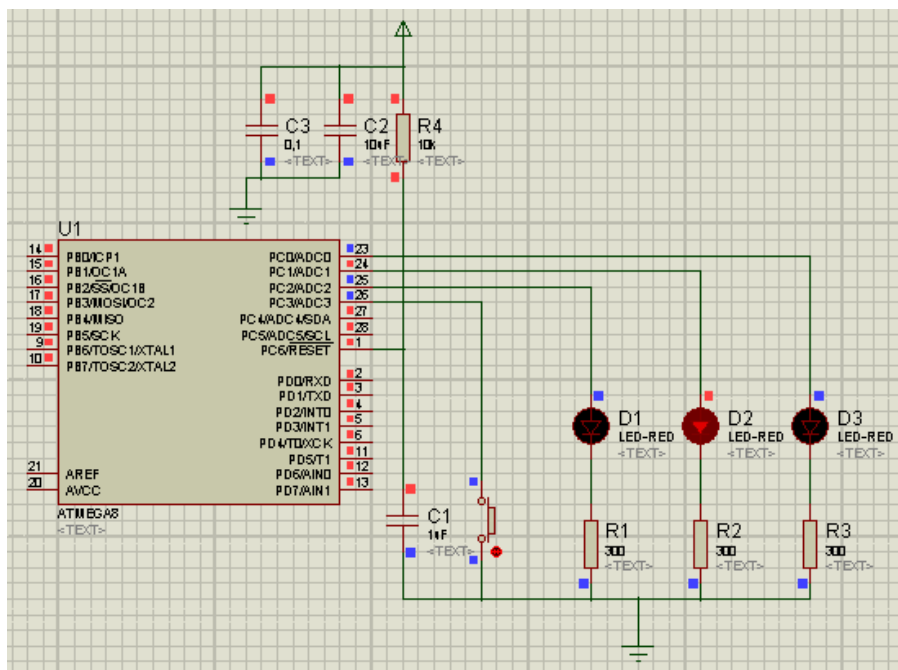 C3
0,1
<TEXT>
C2
10uF
<TEXT>
R4
10k
<TEXT>
U1
14
15
16
17
18
19
9
10
PB0/ICP1
PB1/OC1A
PB2/SS/OC1B
PB3/MOSI/OC2
PB4/MISO
PB5/SCK
PB6/TOSC1/XTAL1
PB7/TOSC2/XTAL2
PC0/ADC0
PC1/ADC1
PC2/ADC2
PC3/ADC3
PC4/ADC4/SDA
PC5/ADC5/SCL
PC6/RESET
23
24
25
26
27
28
1
PD0/RXD
PD1/TXD
PD2/INT0
PD3/INT1
PD4/T0/XCK
PD5/T1
PD6/AIN0
PD7/AIN1
2
3
4
5
6
11
12
13
21
20
AREF
AVCC
ATMEGA8
<TEXT>
C1
1uF
<TEXT>
D1
LED-RED
<TEXT>
D2
LED-RED
<TEXT>
D3
LED-RED
<TEXT>
R1
300
<TEXT>
R2
300
<TEXT>
R3
300
<TEXT>